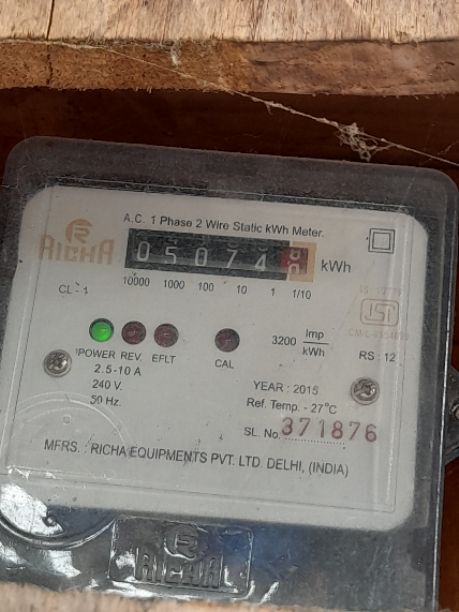 A.C. 1 Phase 2 Wire Static kWh Meter.
RICHA
05074 kWh
10000 1000 100 10 1 1/10
CL - 1
3200 Imp/kWh
POWER REV. EFLT CAL
RS : 12
2.5-10 A
240 V.
50 Hz.
YEAR : 2015
Ref. Temp. - 27°C
SL. No. 371876
MFRS. : RICHA EQUIPMENTS PVT. LTD. DELHI, (INDIA)
RICHA